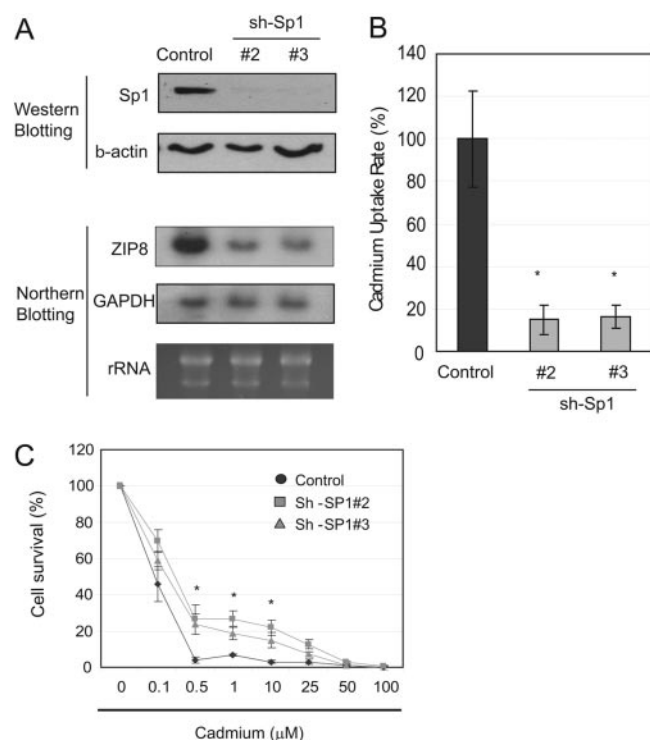 A
sh-Sp1
Control #2 #3
Western Blotting
Sp1
b-actin
Northern Blotting
ZIP8
GAPDH
rRNA
B
Cadmium Uptake Rate (%)
140
120
100
80
60
40
20
0
* *
Control #2 #3
sh-Sp1
C
Cell survival (%)
120
100
80
60
40
20
0
Control
Sh -SP1#2
Sh -SP1#3
* * *
0 0.1 0.5 1 10 25 50 100
Cadmium (μM)